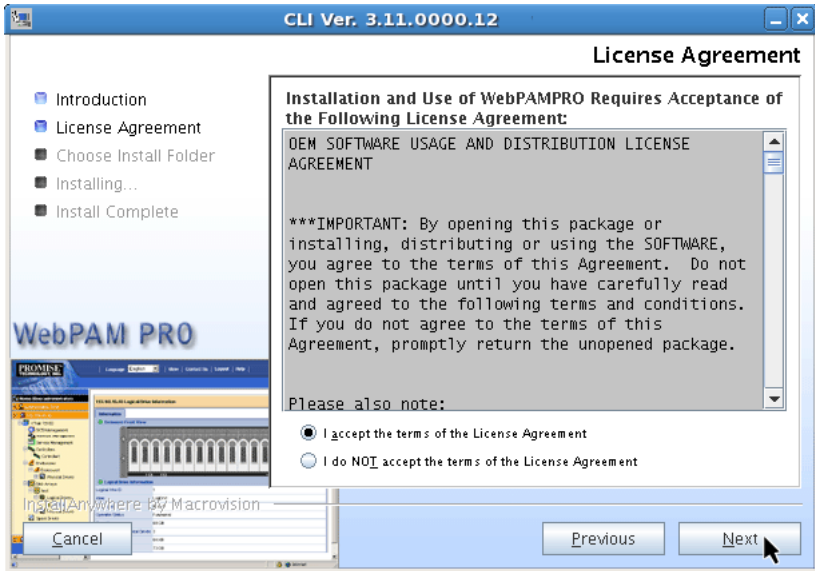 CLI Ver. 3.11.0000.12
License Agreement
Introduction
License Agreement
Choose Install Folder
Installing...
Install Complete
Installation and Use of WebPAMPRO Requires Acceptance of
the Following License Agreement:
OEM SOFTWARE USAGE AND DISTRIBUTION LICENSE
AGREEMENT
***IMPORTANT: By opening this package or
installing, distributing or using the SOFTWARE,
you agree to the terms of this Agreement.  Do not
open this package until you have carefully read
and agreed to the following terms and conditions.
If you do not agree to the terms of this
Agreement, promptly return the unopened package.
Please also note:
I accept the terms of the License Agreement
I do NOT accept the terms of the License Agreement
WebPAM PRO
PROMISE
InstallAnywhere by Macrovision
Cancel
Previous
Next